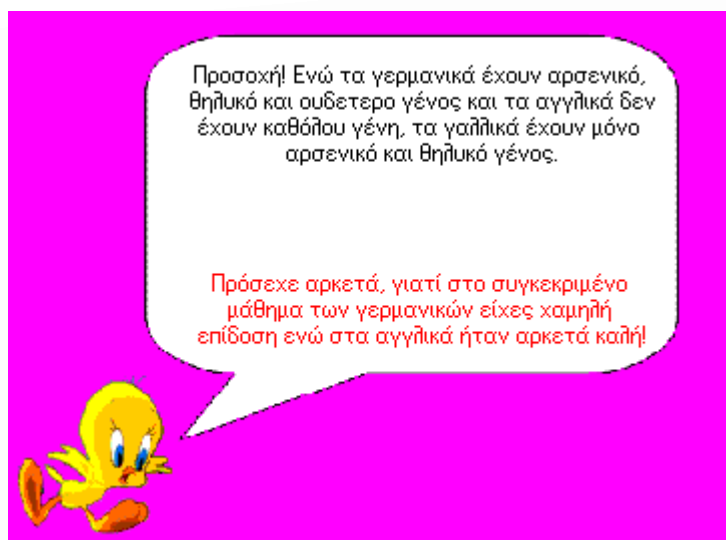 Προσοχή! Ενώ τα γερμανικά έχουν αρσενικό,
θηλυκό και ουδετερο γένος και τα αγγλικά δεν
έχουν καθόλου γένη, τα γαλλικά έχουν μόνο
αρσενικό και θηλυκό γένος.
Πρόσεχε αρκετά, γιατί στο συγκεκριμένο
μάθημα των γερμανικών είχες χαμηλή
επίδοση ενώ στα αγγλικά ήταν αρκετά καλή!